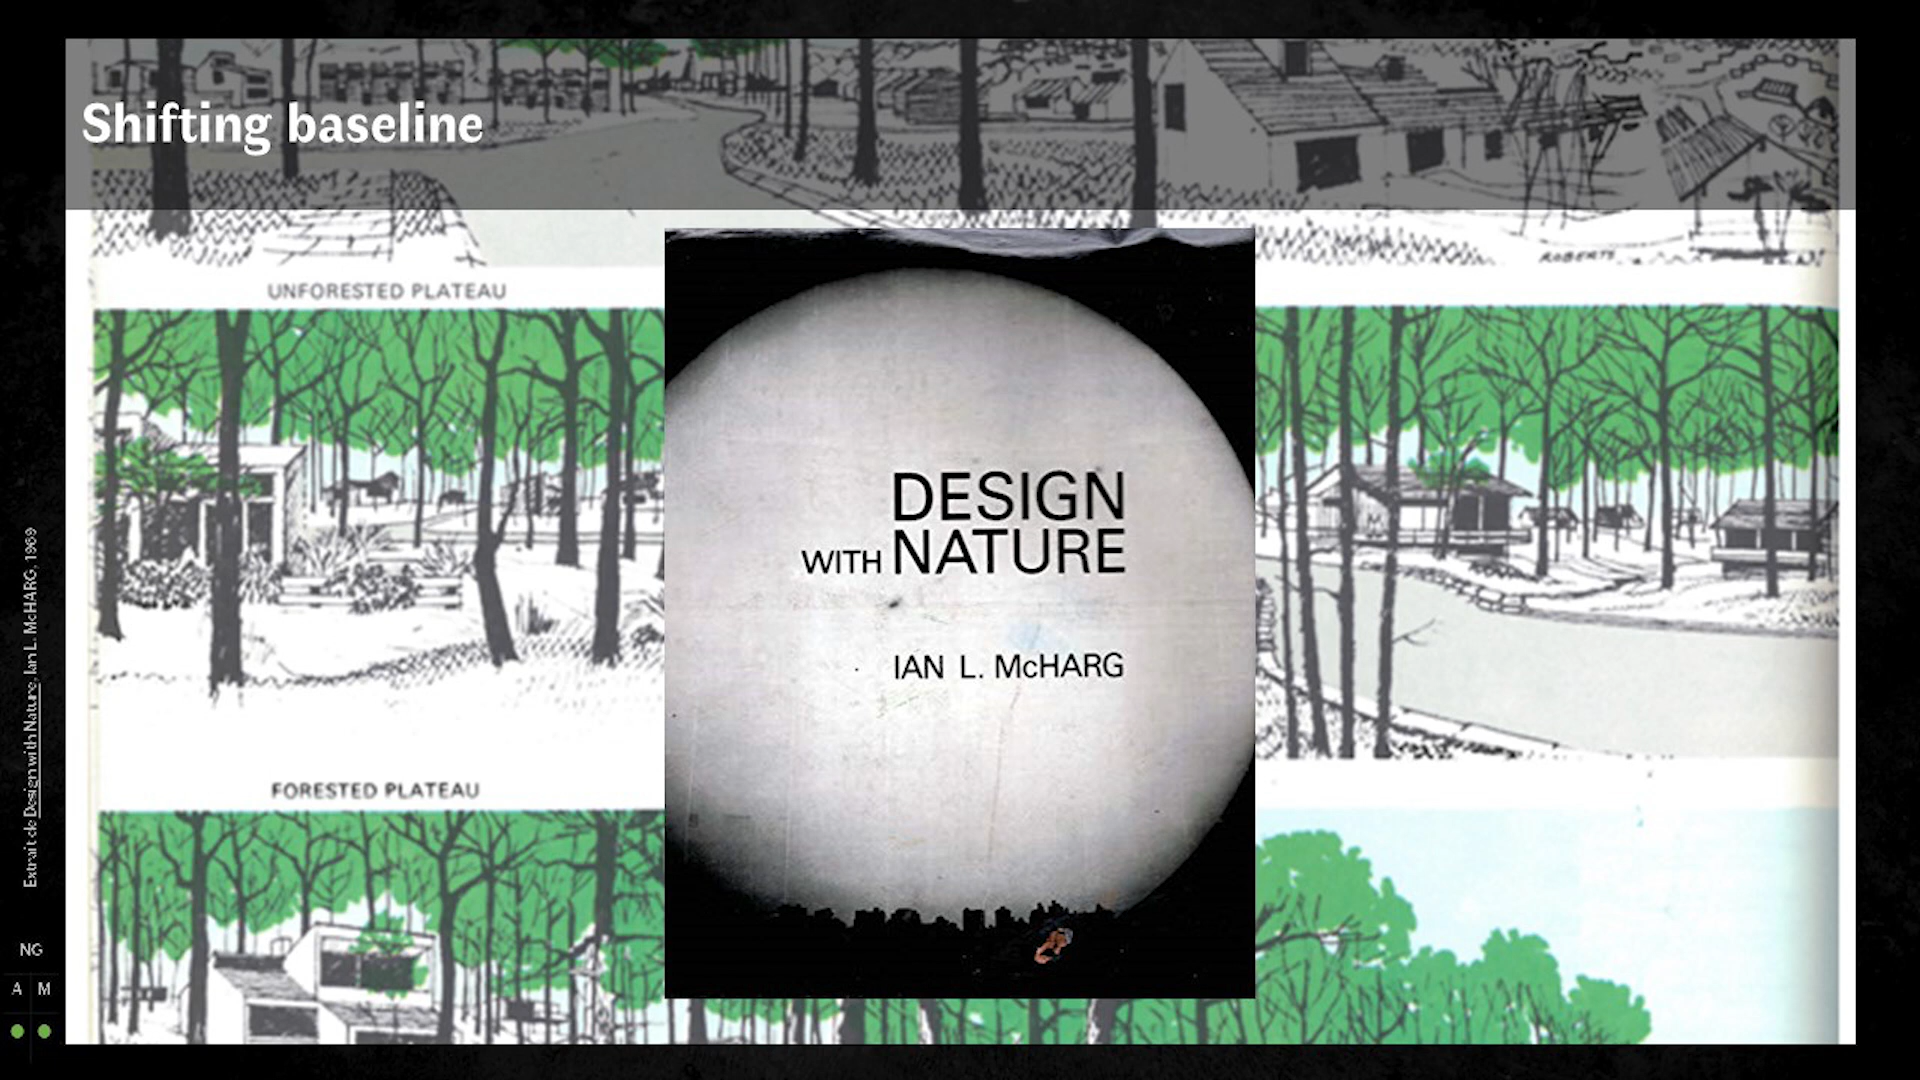 Shifting baseline
ROBERTS
UNFORESTED PLATEAU
DESIGN
WITH NATURE
IAN L. McHARG
FORESTED PLATEAU
Extrait de Design with Nature, Ian L. McHARG, 1969
NG
A M